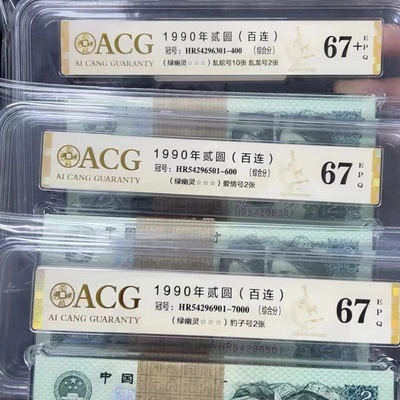 ACG
AI CANG GUARANTY
1990年贰圆（百连）
冠号：HR54296301-400 （综合分）
（绿幽灵☆☆☆）乱蛇号10张 乱龙号2张
67+
EPQ
ACG
AI CANG GUARANTY
1990年贰圆（百连）
冠号：HR54296501-600 （综合分）
（绿幽灵☆☆☆）爱情号2张
67
EPQ
HR54296301
ACG
AI CANG GUARANTY
1990年贰圆（百连）
冠号：HR54296901-7000 （综合分）
（绿幽灵☆☆☆）豹子号2张
67
EPQ
HR54296501
中国
2